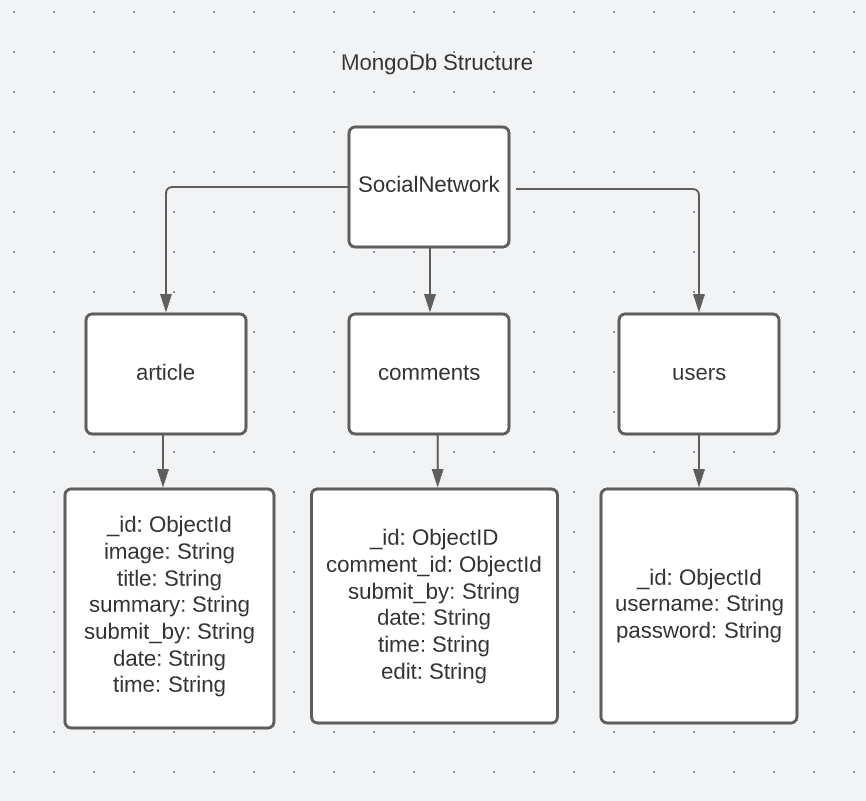 MongoDb Structure
SocialNetwork
article
comments
users
_id: ObjectId
image: String
title: String
summary: String
submit_by: String
date: String
time: String
_id: ObjectID
comment_id: ObjectId
submit_by: String
date: String
time: String
edit: String
_id: ObjectId
username: String
password: String